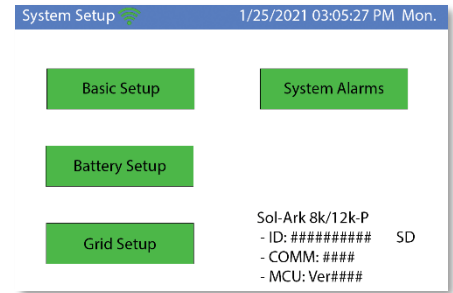 System Setup 1/25/2021 03:05:27 PM Mon.
Basic Setup System Alarms
Battery Setup
Grid Setup
Sol-Ark 8k/12k-P
- ID: ########## SD
- COMM: ####
- MCU: Ver####